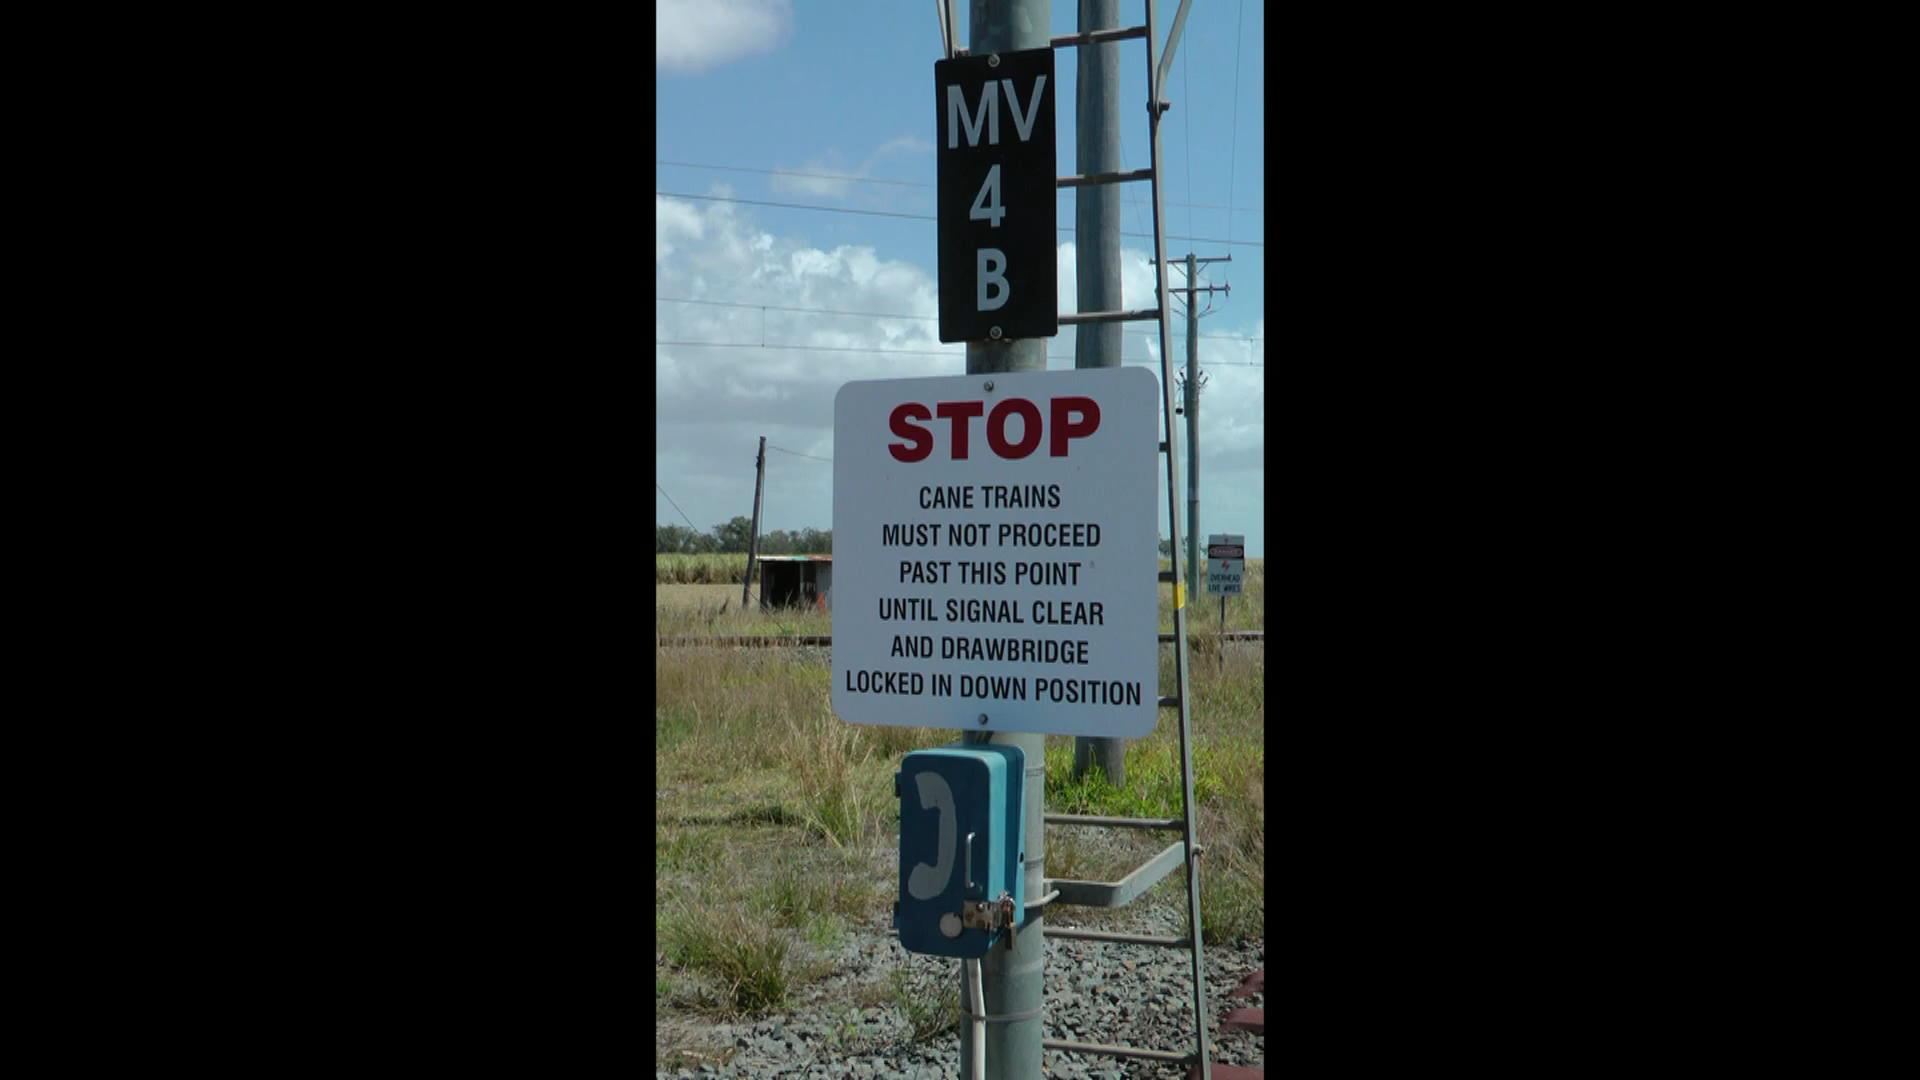 MV
4
B
STOP
CANE TRAINS
MUST NOT PROCEED
PAST THIS POINT
UNTIL SIGNAL CLEAR
AND DRAWBRIDGE
LOCKED IN DOWN POSITION
DANGER
OVERHEAD
LIVE WIRES